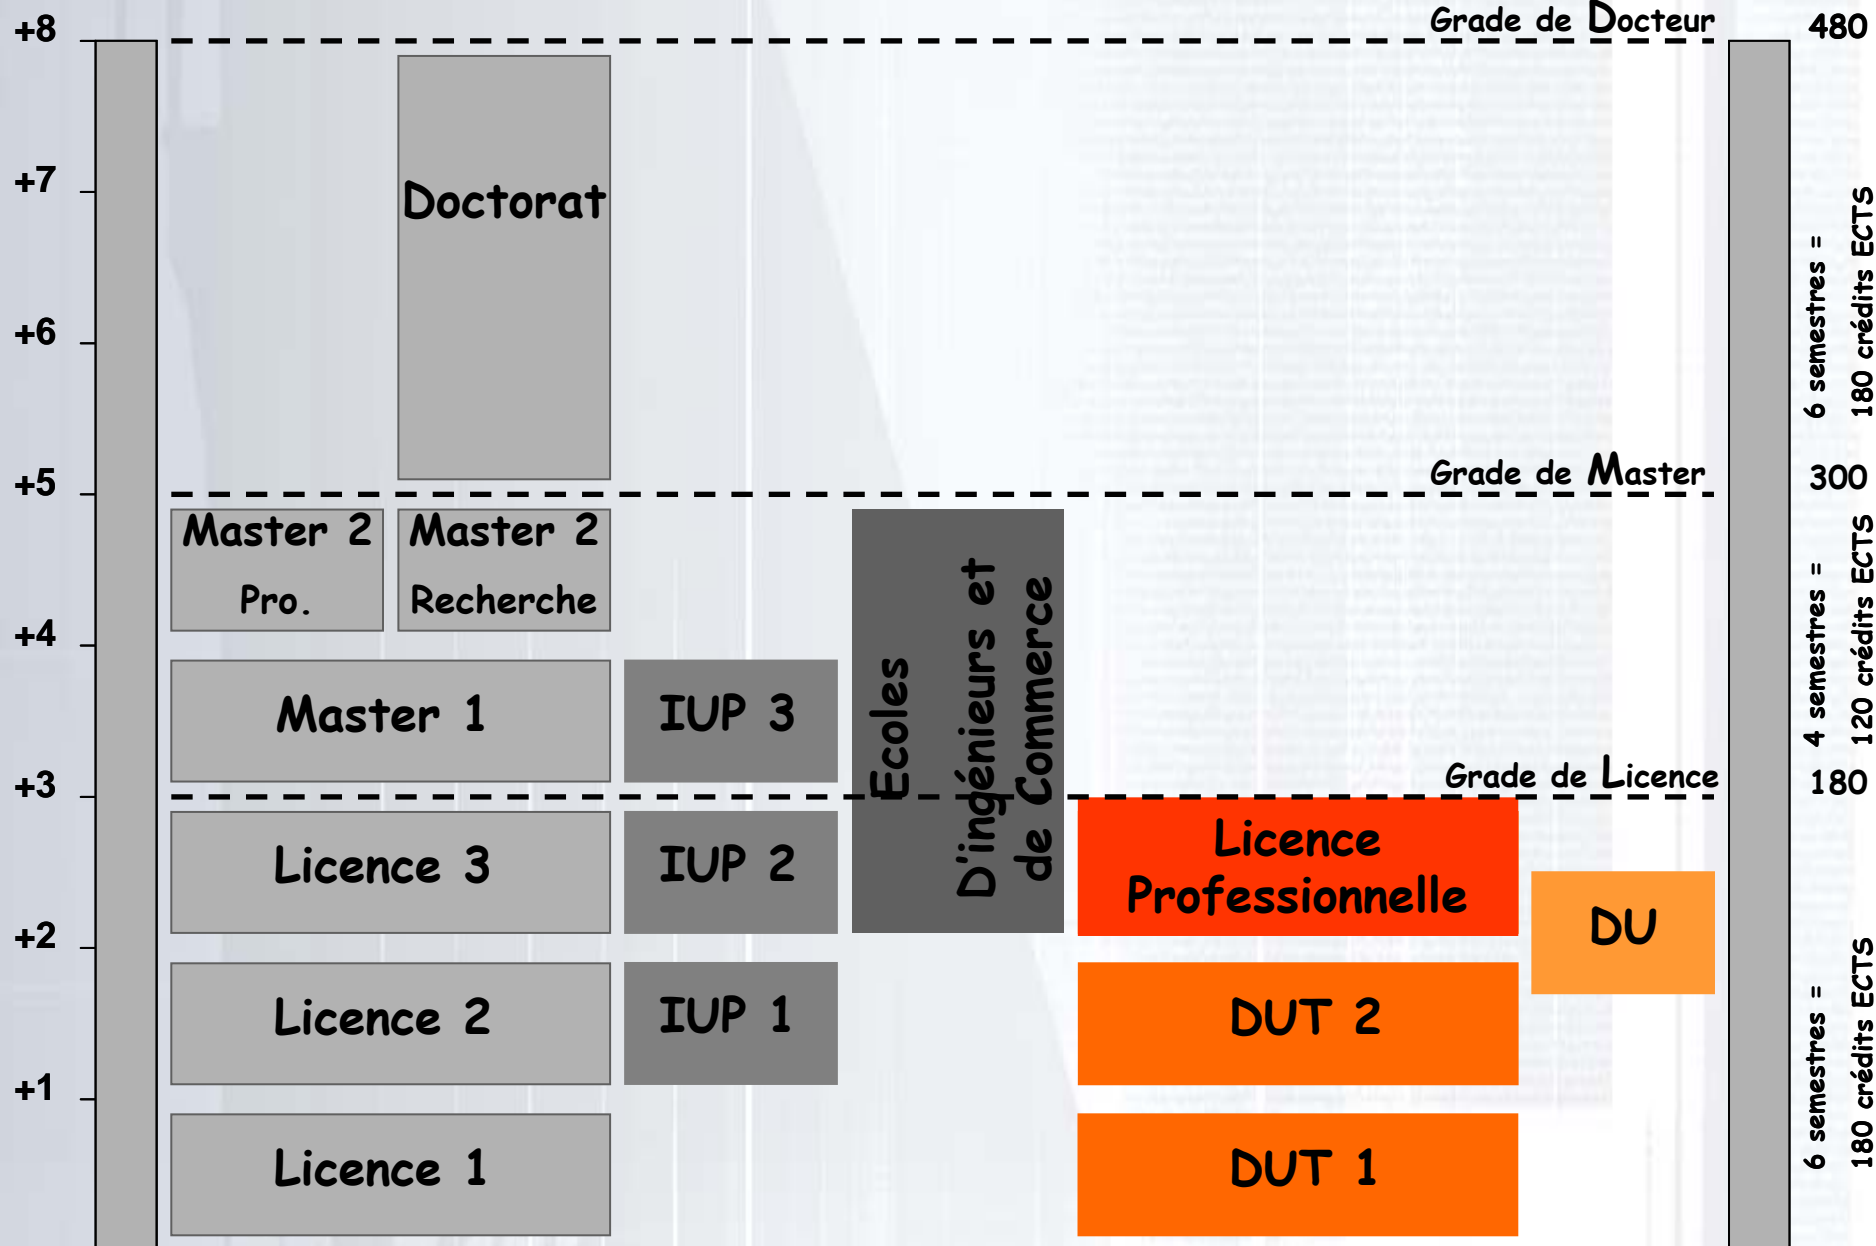 +8
Grade de Docteur
480
+7
Doctorat
+6
6 semestres =
180 crédits ECTS
+5
Grade de Master
300
Master 2
Pro.
Master 2
Recherche
+4
Master 1
IUP 3
Ecoles
D'ingénieurs et
de Commerce
4 semestres =
120 crédits ECTS
+3
Grade de Licence
180
Licence 3
IUP 2
Licence
Professionnelle
DU
+2
Licence 2
IUP 1
DUT 2
+1
Licence 1
DUT 1
6 semestres =
180 crédits ECTS